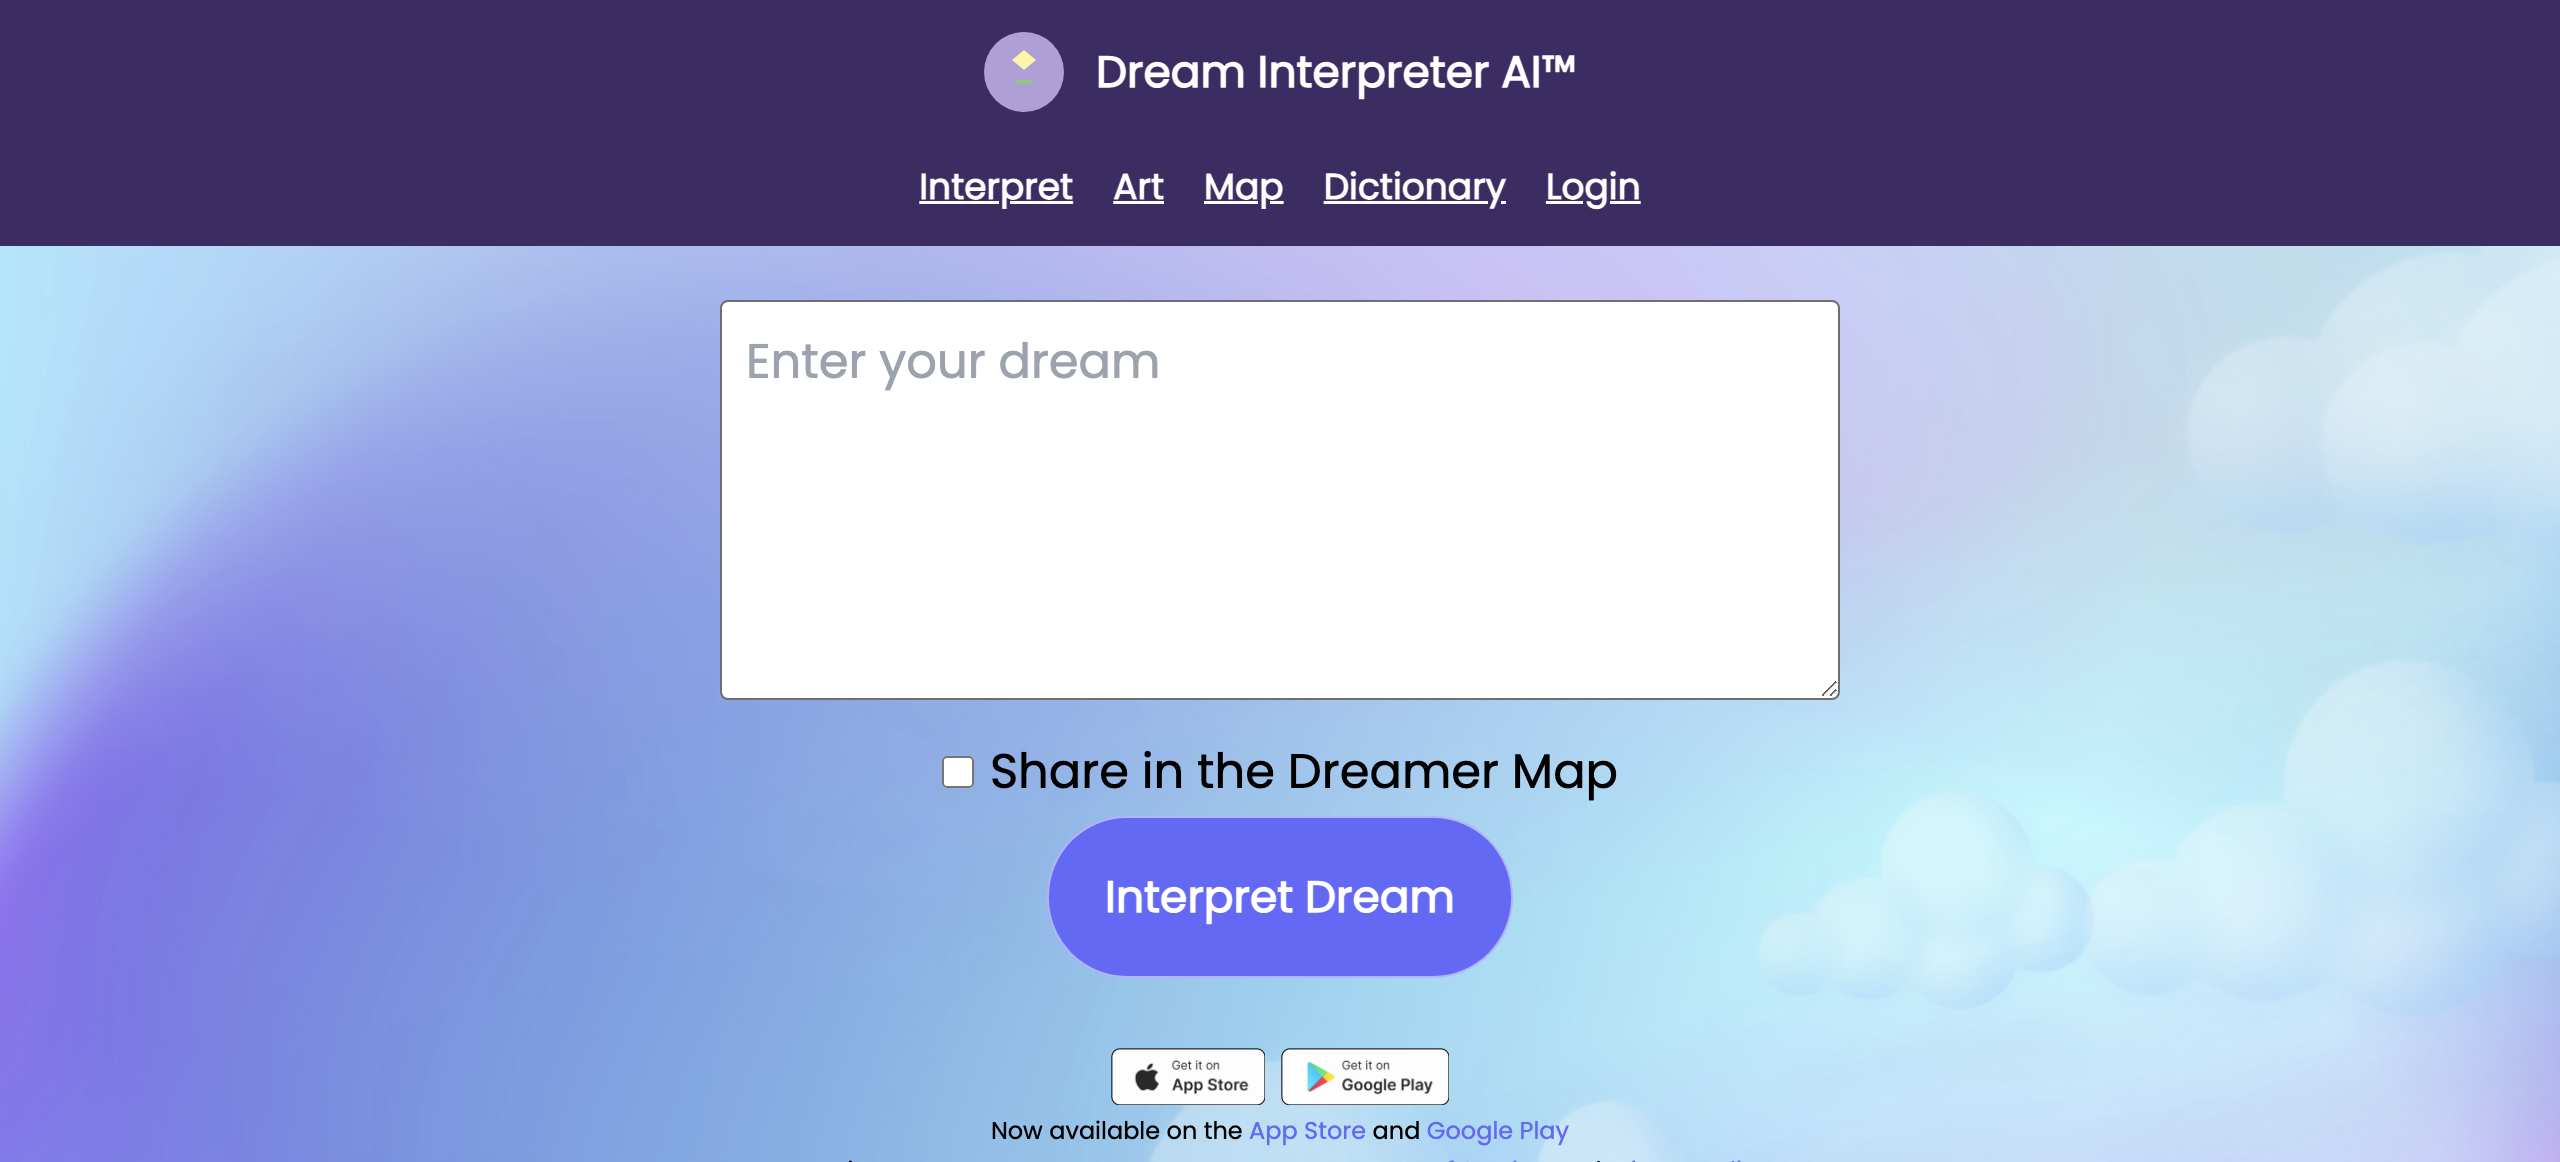 Dream Interpreter AI™
Interpret Art Map Dictionary Login
Enter your dream
Share in the Dreamer Map
Interpret Dream
Get it on
App Store
Get it on
Google Play
Now available on the App Store and Google Play